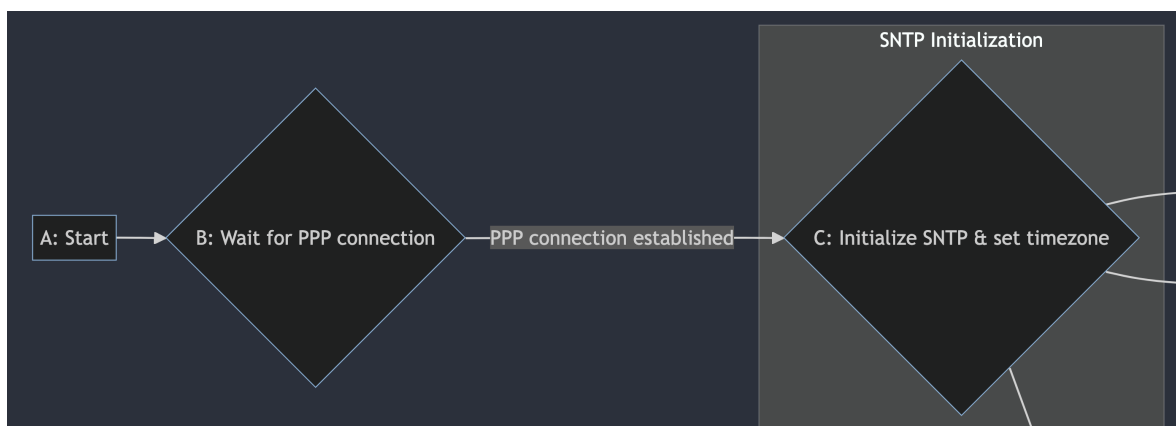 SNTP Initialization
A: Start
B: Wait for PPP connection
PPP connection established
C: Initialize SNTP & set timezone